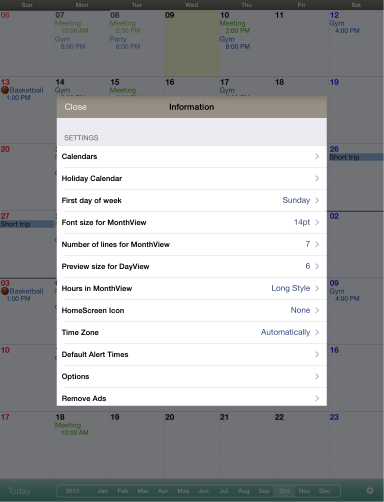 Sun Mon Tue Wed Thu Fri Sat
06 07 08 09 10 11 12
Meeting Meeting Meeting Gym
10:00 AM 2:00 PM 2:00 PM 4:00 PM
Gym Party Gym
8:00 PM 8:00 PM 8:00 PM
13 14 15 16 17 18 19
Basketball Gym Meeting
1:00 PM
Close Information
SETTINGS
20 26
Calendars
Short trip
Holiday Calendar
First day of week Sunday
27 02
Font size for MonthView 14pt
Short trip
Number of lines for MonthView 7
Preview size for DayView 6
03 09
Hours in MonthView Long Style
Basketball Gym
1:00 PM 4:00 PM
HomeScreen Icon None
Time Zone Automatically
10 16
Default Alert Times
Options
Remove Ads
17 18 19 20 21 22 23
Meeting
10:00 AM
Today 2013 Jan Feb Mar Apr May Jun Jul Aug Sep Oct Nov Dec